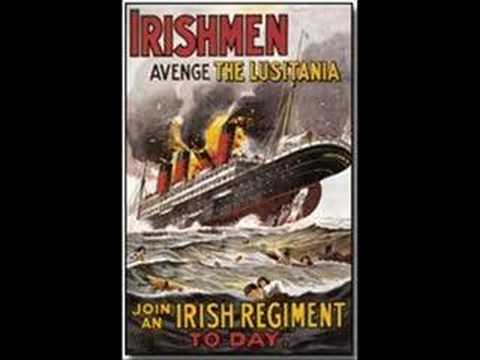 IRISHMEN
AVENGE THE LUSITANIA
JOIN
AN IRISH REGIMENT
TO DAY